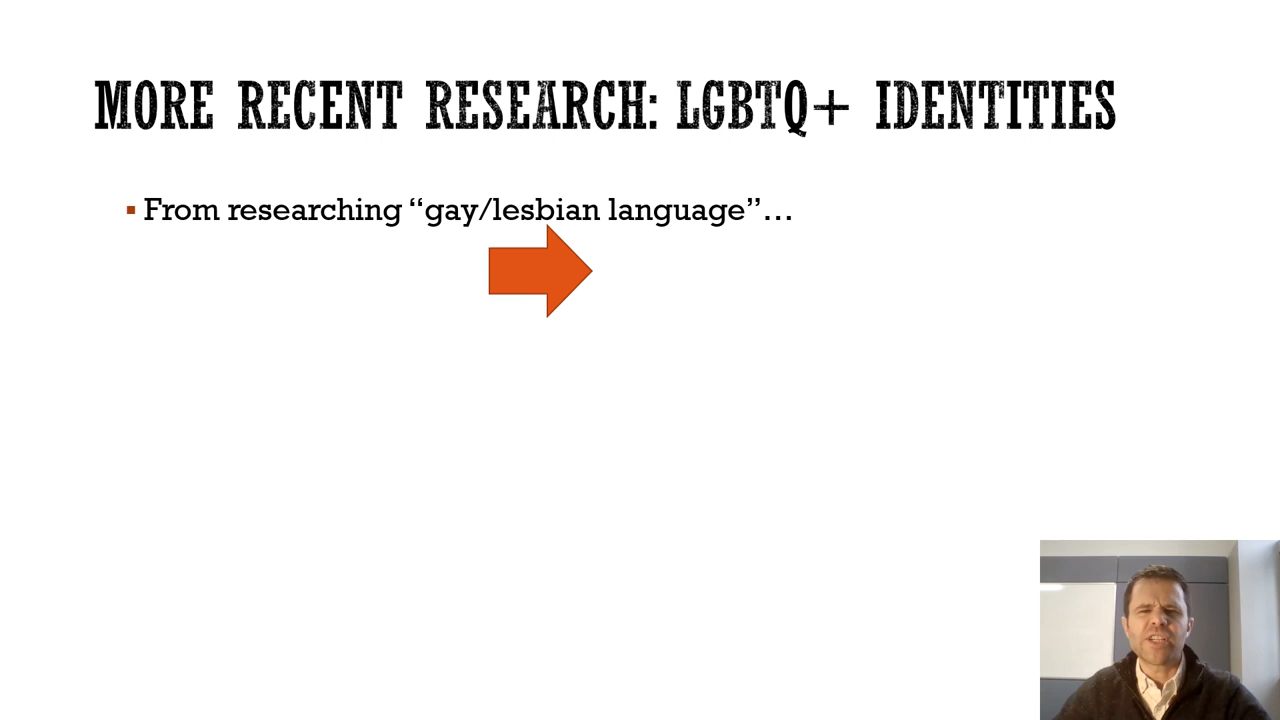 MORE RECENT RESEARCH: LGBTQ+ IDENTITIES
From researching “gay/lesbian language”…